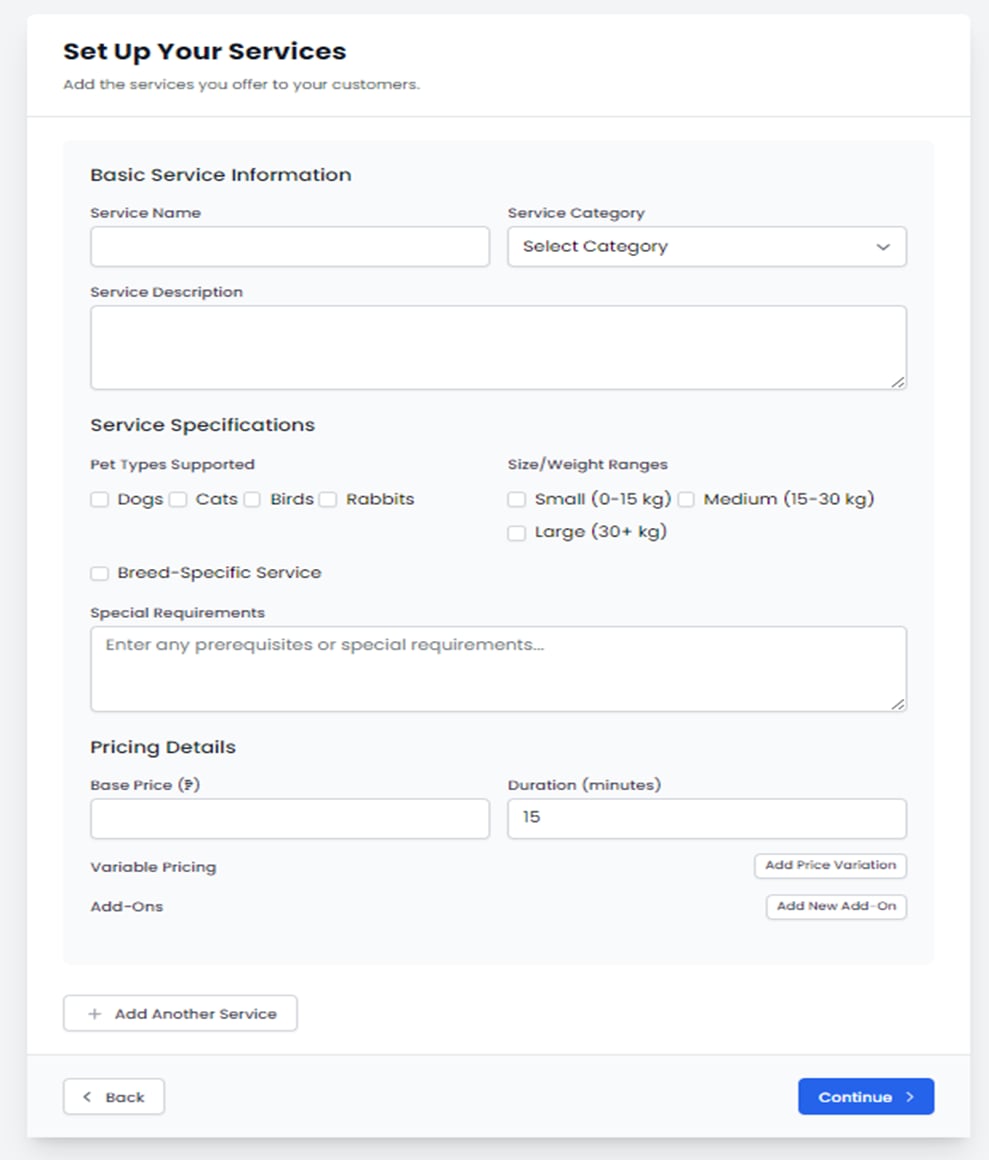 Set Up Your Services
Add the services you offer to your customers.
Basic Service Information
Service Name
Service Category
Select Category
Service Description
Service Specifications
Pet Types Supported
Size/Weight Ranges
Dogs Cats Birds Rabbits
Small (0-15 kg) Medium (15-30 kg)
Large (30+ kg)
Breed-Specific Service
Special Requirements
Enter any prerequisites or special requirements...
Pricing Details
Base Price (₱)
Duration (minutes)
15
Variable Pricing
Add Price Variation
Add-Ons
Add New Add-On
+ Add Another Service
< Back
Continue >